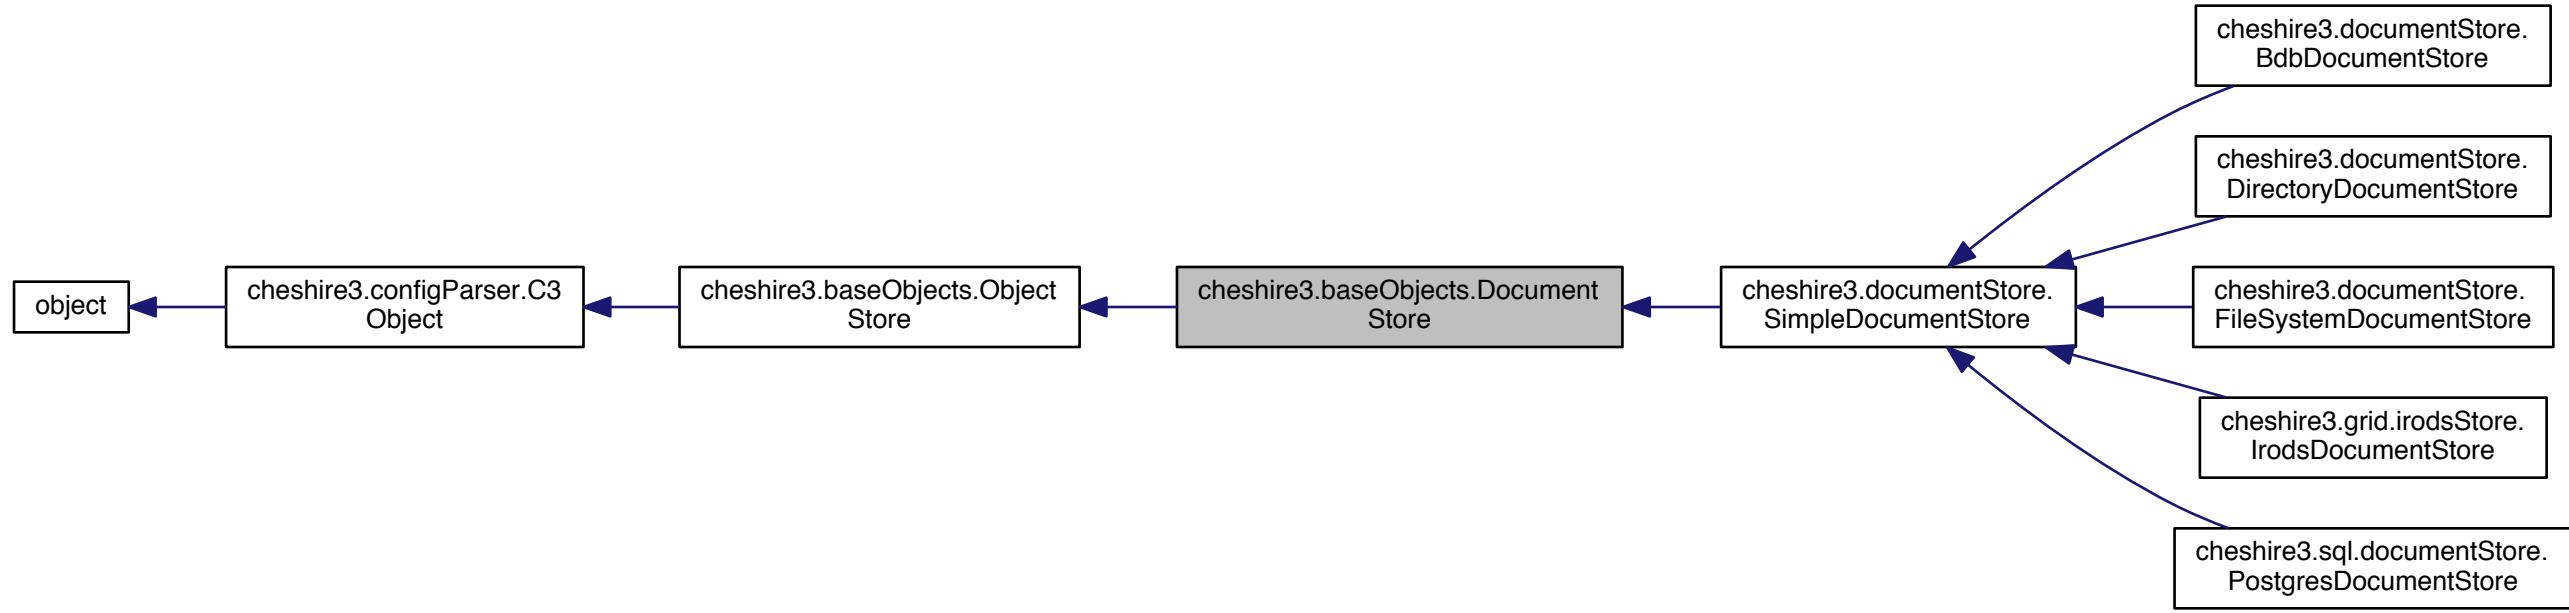 object
cheshire3.configParser.C3
Object
cheshire3.baseObjects.Object
Store
cheshire3.baseObjects.Document
Store
cheshire3.documentStore.
SimpleDocumentStore
cheshire3.documentStore.
BdbDocumentStore
cheshire3.documentStore.
DirectoryDocumentStore
cheshire3.documentStore.
FileSystemDocumentStore
cheshire3.grid.irodsStore.
IrodsDocumentStore
cheshire3.sql.documentStore.
PostgresDocumentStore